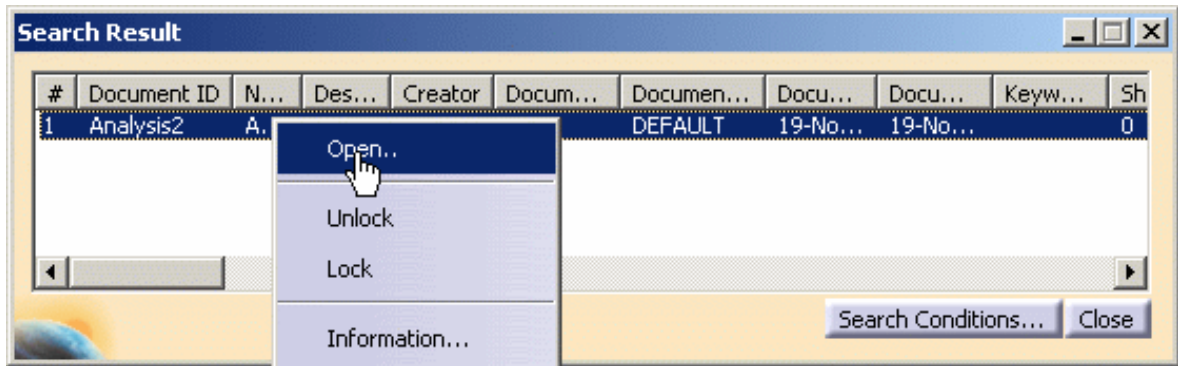 Search Result
# Document ID N... Des... Creator Docum... Documen... Docu... Docu... Keyw... Sh
1 Analysis2 A. DEFAULT 19-No... 19-No... 0
Open..
Unlock
Lock
Search Conditions... Close
Information...